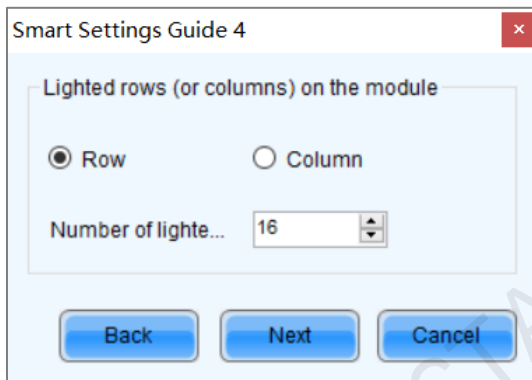 Smart Settings Guide 4
Lighted rows (or columns) on the module
Row Column
Number of lighte... 16
Back Next Cancel